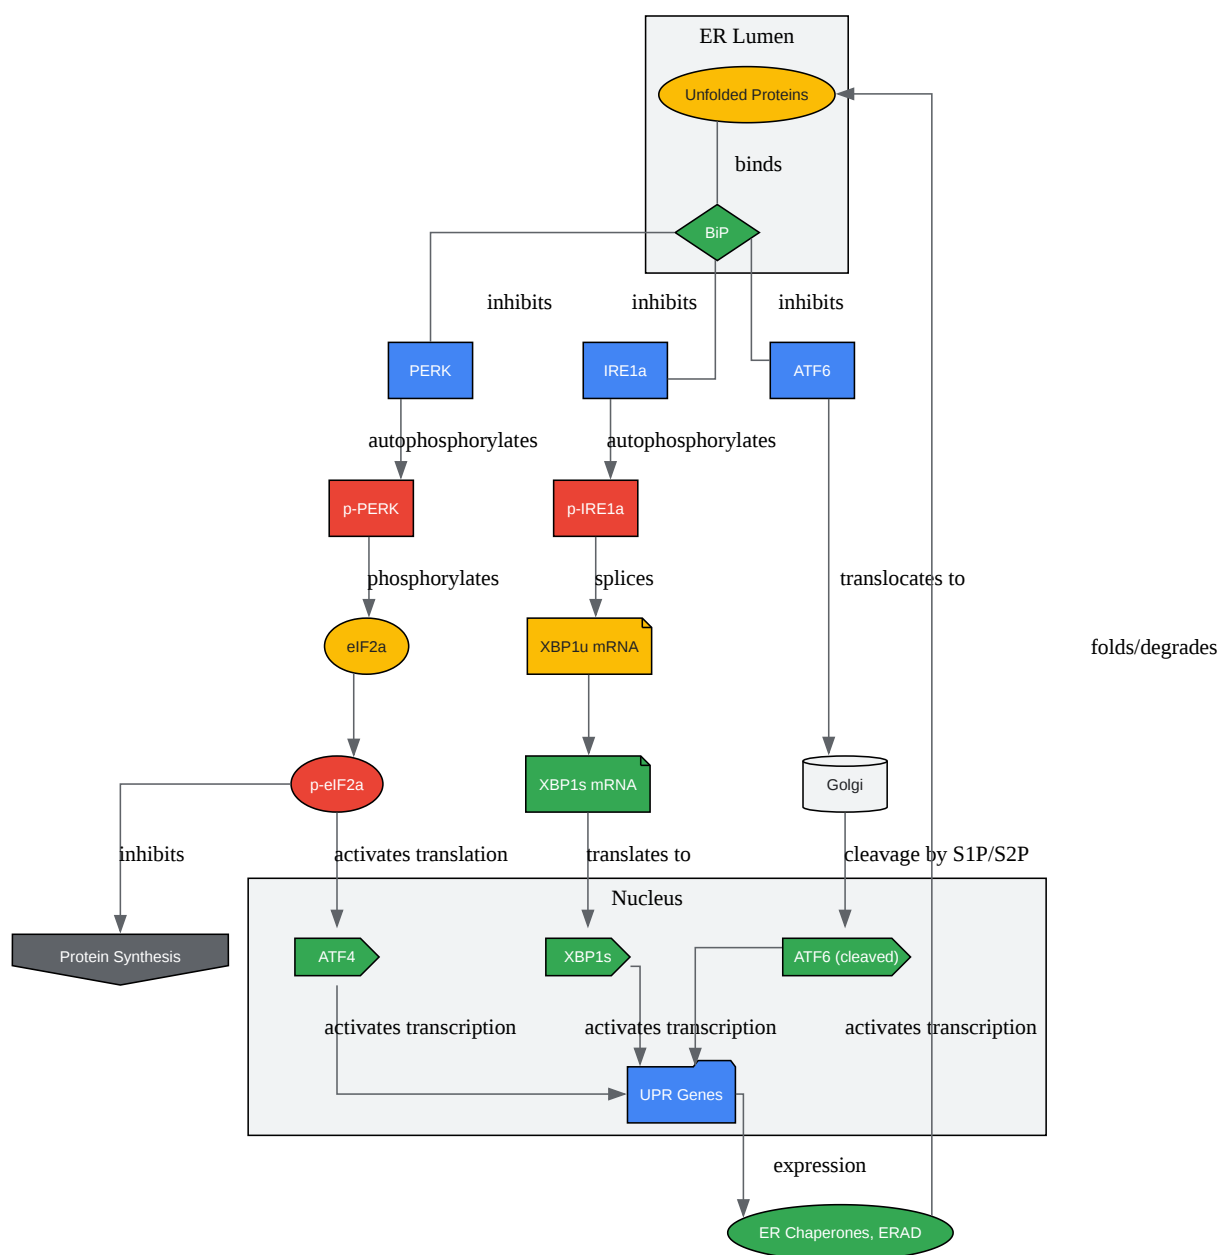 ER Lumen
Unfolded Proteins
binds
BiP
inhibits
inhibits
inhibits
PERK
IRE1a
ATF6
autophosphorylates
autophosphorylates
p-PERK
p-IRE1a
phosphorylates
splices
translocates to
eIF2a
XBP1u mRNA
folds/degrades
p-eIF2a
XBP1s mRNA
Golgi
inhibits
activates translation
translates to
cleavage by S1P/S2P
Nucleus
Protein Synthesis
ATF4
XBP1s
ATF6 (cleaved)
activates transcription
activates transcription
activates transcription
UPR Genes
expression
ER Chaperones, ERAD